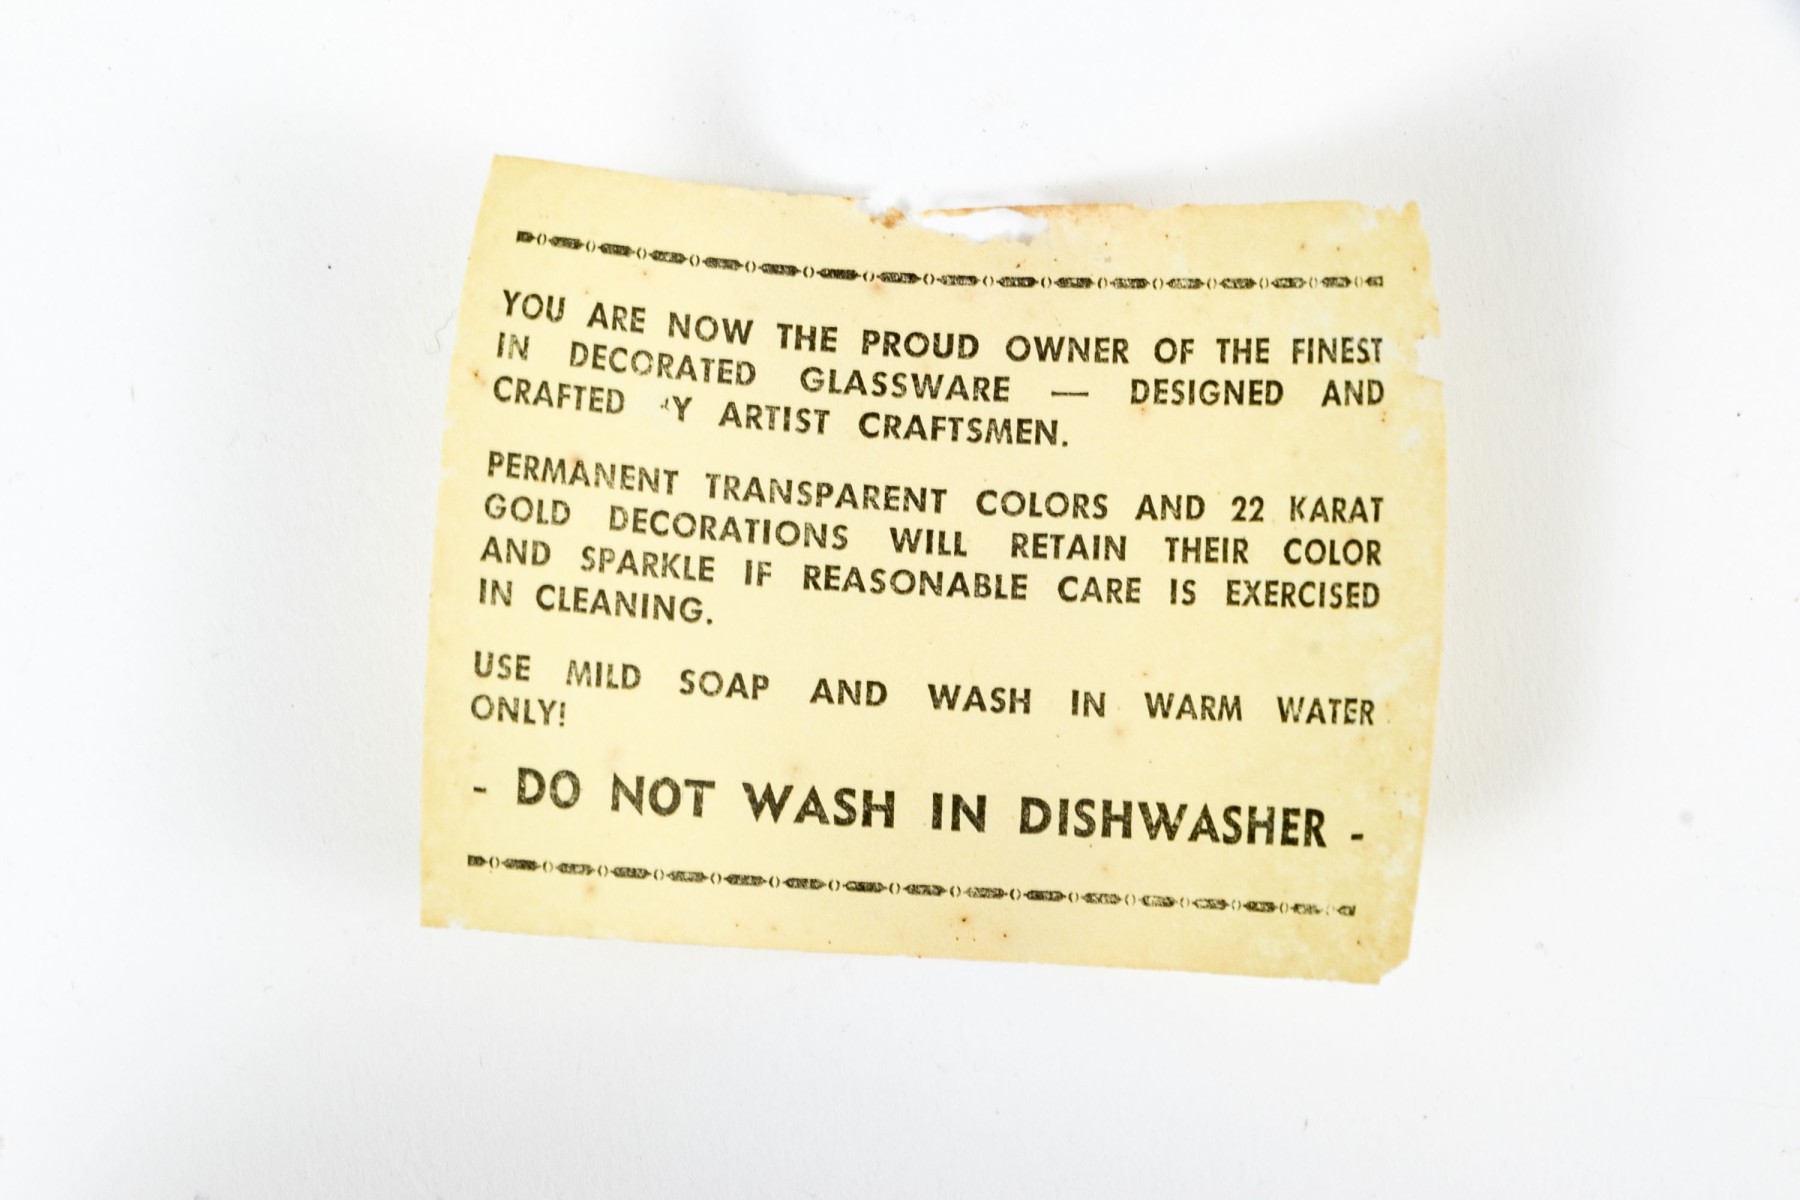 YOU ARE NOW THE PROUD OWNER OF THE FINEST
IN DECORATED GLASSWARE — DESIGNED AND
CRAFTED Y ARTIST CRAFTSMEN.
PERMANENT TRANSPARENT COLORS AND 22 KARAT
GOLD DECORATIONS WILL RETAIN THEIR COLOR
AND SPARKLE IF REASONABLE CARE IS EXERCISED
IN CLEANING.
USE MILD SOAP AND WASH IN WARM WATER
ONLY!
- DO NOT WASH IN DISHWASHER -